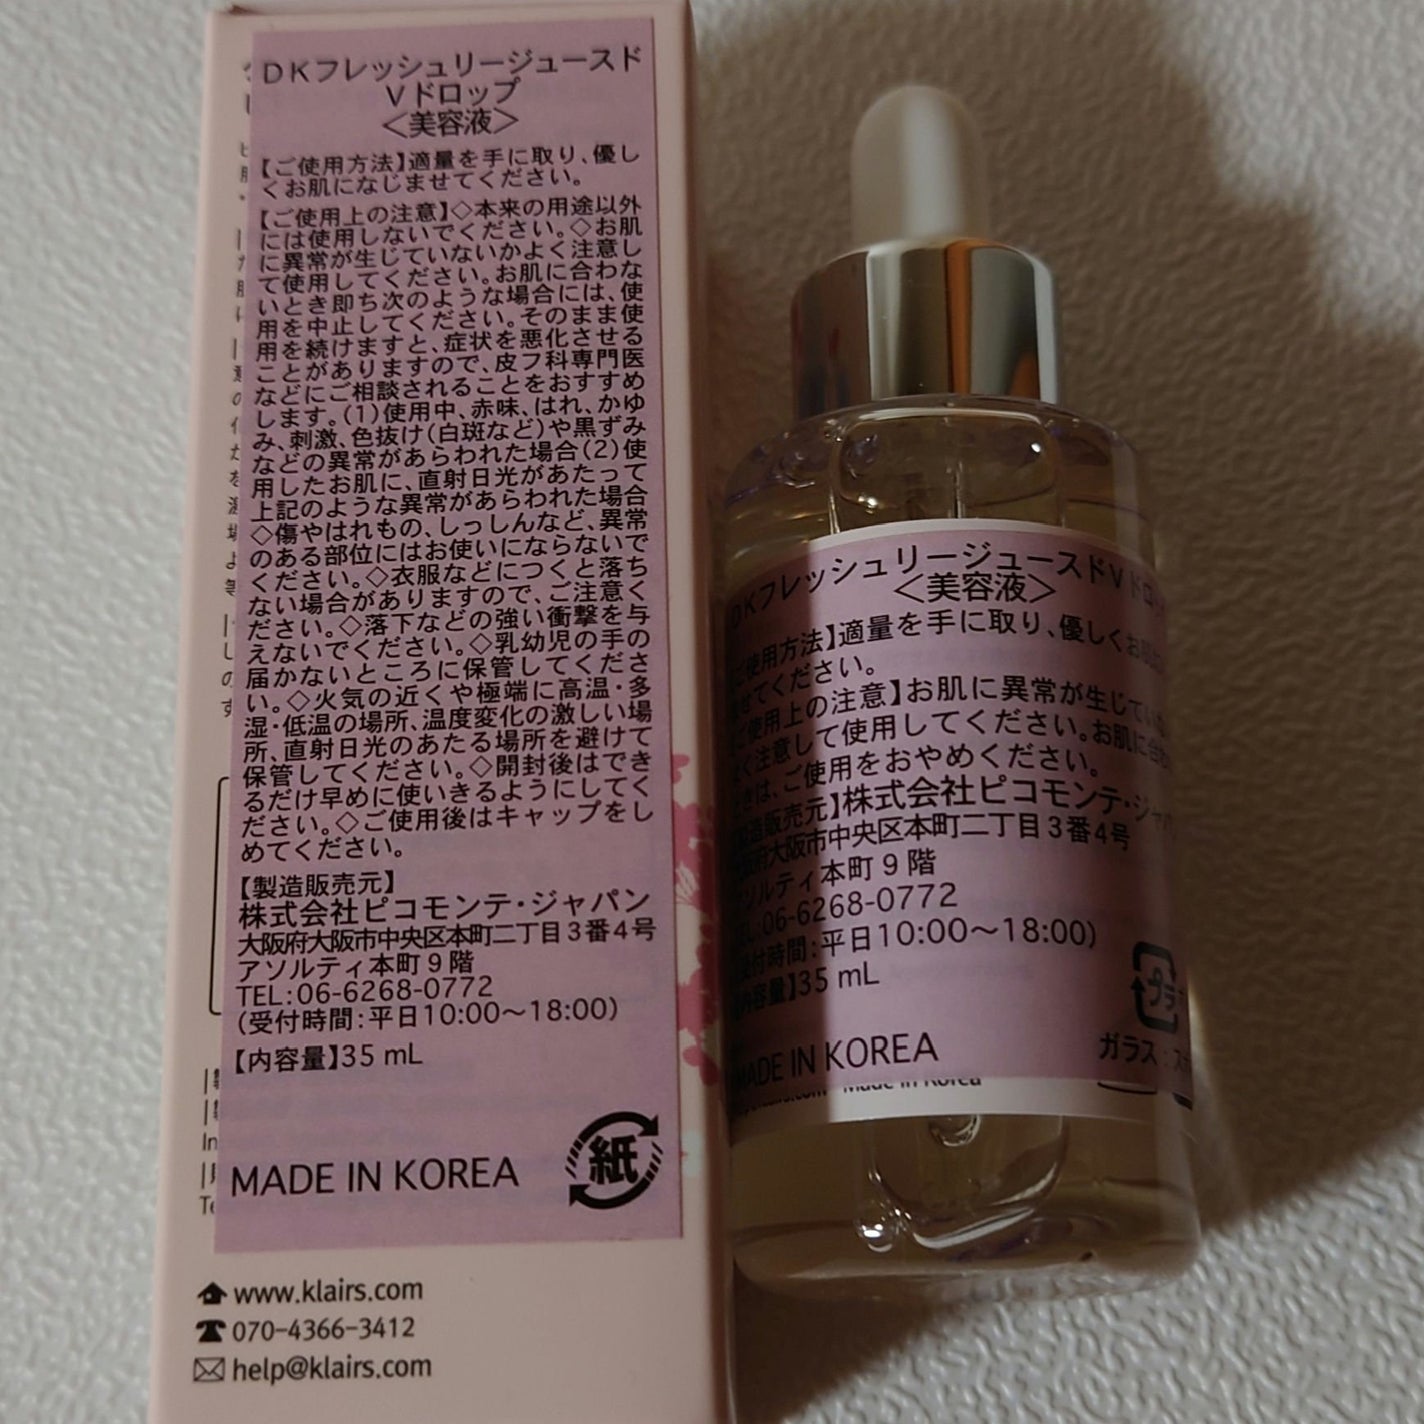 DKフレッシュリージュースド
Vドロップ
＜美容液＞
【ご使用方法】適量を手に取り、優し
くお肌になじませてください。
【ご使用上の注意】◇本来の用途以外
には使用しないでください。◇お肌
に異常が生じていないかよく注意し
て使用してください。お肌に合わな
いとき即ち次のような場合には、使
用を中止してください。そのまま使
用を続けますと、症状を悪化させる
ことがありますので、皮フ科専門医
などにご相談されることをおすすめ
します。(1)使用中、赤味、はれ、かゆ
み、刺激、色抜け(白斑など)や黒ずみ
などの異常があらわれた場合(2)使
用したお肌に、直射日光があたって
上記のような異常があらわれた場合
◇傷やはれもの、しっしんなど、異常
のある部位にはお使いにならないで
ください。◇衣服などにつくと落ち
ない場合がありますので、ご注意く
ださい。◇落下などの強い衝撃を与
えないでください。◇乳幼児の手の
届かないところに保管してくださ
い。◇火気の近くや極端に高温・多
湿・低温の場所、温度変化の激しい場
所、直射日光のあたる場所を避けて
保管してください。◇開封後はでき
るだけ早めに使いきるようにしてく
ださい。◇ご使用後はキャップをし
めてください。
【製造販売元】
株式会社ピコモンテ・ジャパン
大阪府大阪市中央区本町二丁目3番4号
アソルティ本町9階
TEL:06-6268-0772
(受付時間:平日10:00〜18:00)
【内容量】35 mL
MADE IN KOREA
紙
www.klairs.com
070-4366-3412
help@klairs.com
DKフレッシュリージュースドVドロップ
＜美容液＞
ご使用方法】適量を手に取り、優しくお肌に
ませてください。
ご使用上の注意】お肌に異常が生じていない
よく注意して使用してください。お肌に合わ
ときは、ご使用をおやめください。
製造販売元】株式会社ピコモンテ・ジャパ
大阪府大阪市中央区本町二丁目3番4号
アソルティ本町9階
TEL:06-6268-0772
受付時間:平日10:00〜18:00)
内容量】35 mL
MADE IN KOREA
プラ
ガラス:ス
Made in Korea